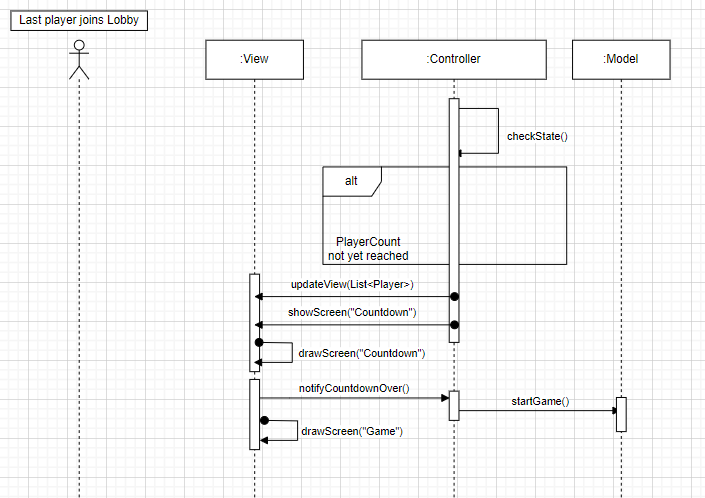 Last player joins Lobby
:View
:Controller
:Model
checkState()
alt
PlayerCount
not yet reached
updateView(List<Player>)
showScreen("Countdown")
drawScreen("Countdown")
notifyCountdownOver()
startGame()
drawScreen("Game")